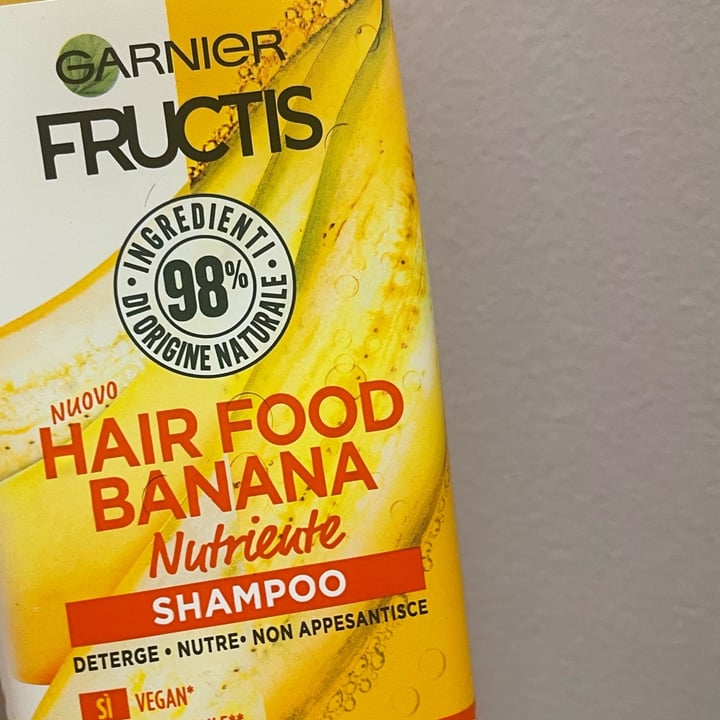 GARNIER
FRUCTIS
• INGREDIENTI •
DI ORIGINE NATURALE
98%
NUOVO
HAIR FOOD
BANANA
Nutriente
SHAMPOO
DETERGE • NUTRE• NON APPESANTISCE
SÌ VEGAN*